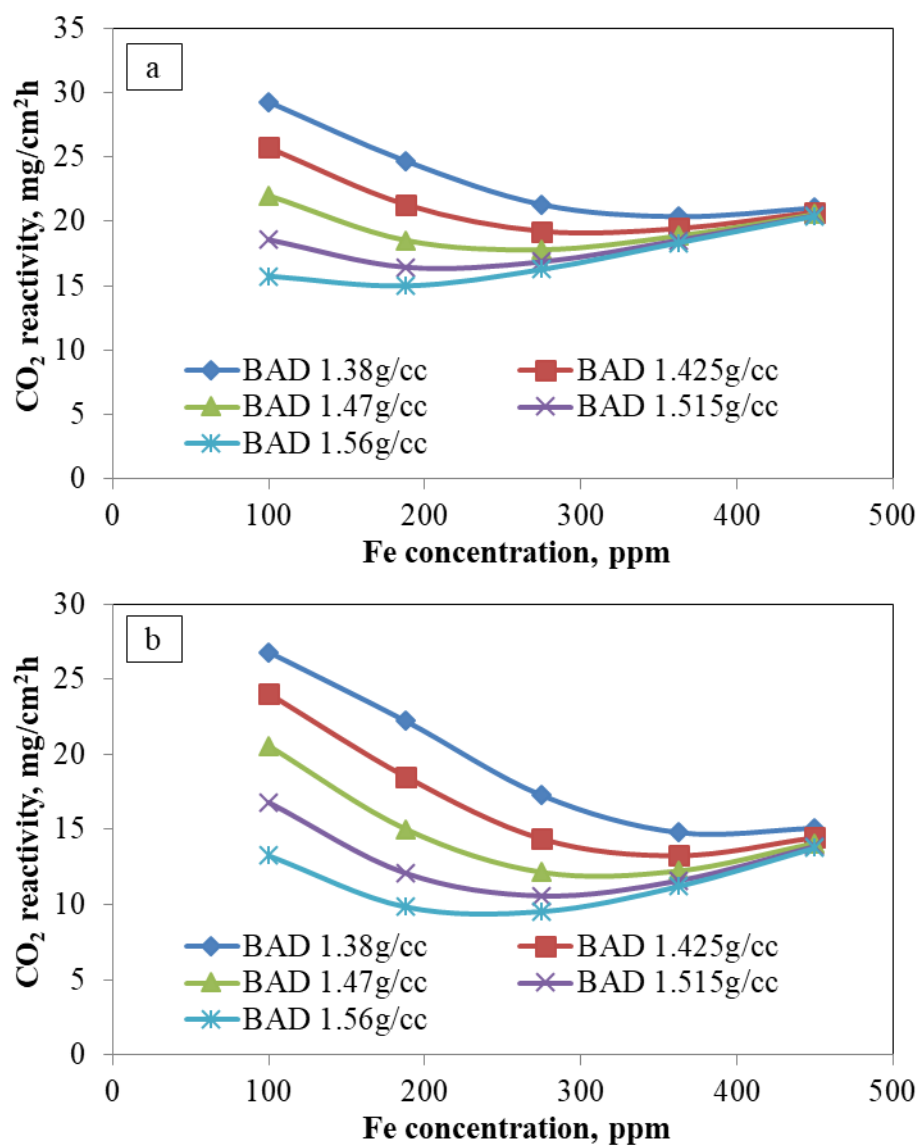 a
35
30
25
20
15
10
5
0
CO₂ reactivity, mg/cm²h
BAD 1.38g/cc BAD 1.425g/cc
BAD 1.47g/cc BAD 1.515g/cc
BAD 1.56g/cc
0 100 200 300 400 500
Fe concentration, ppm
b
30
25
20
15
10
5
0
CO₂ reactivity, mg/cm²h
BAD 1.38g/cc BAD 1.425g/cc
BAD 1.47g/cc BAD 1.515g/cc
BAD 1.56g/cc
0 100 200 300 400 500
Fe concentration, ppm